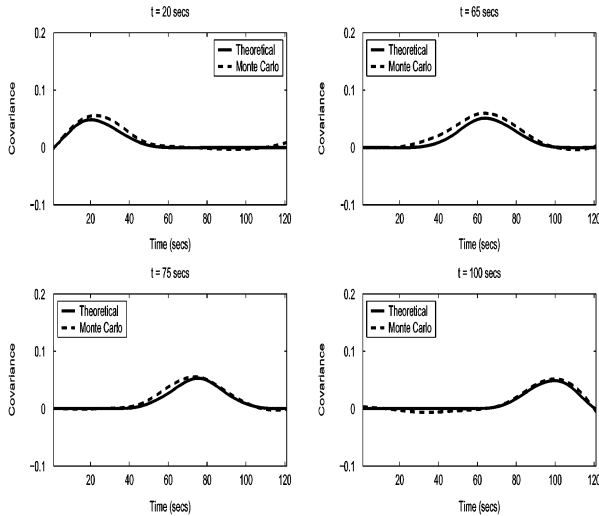 t = 20 secs
0.2
0.1
0
−0.1
Covariance
Theoretical
Monte Carlo
20 40 60 80 100 120
Time (secs)
t = 65 secs
0.2
0.1
0
−0.1
Covariance
Theoretical
Monte Carlo
20 40 60 80 100 120
Time (secs)
t = 75 secs
0.2
0.1
0
−0.1
Covariance
Theoretical
Monte Carlo
20 40 60 80 100 120
Time (secs)
t = 100 secs
0.2
0.1
0
−0.1
Covariance
Theoretical
Monte Carlo
20 40 60 80 100 120
Time (secs)